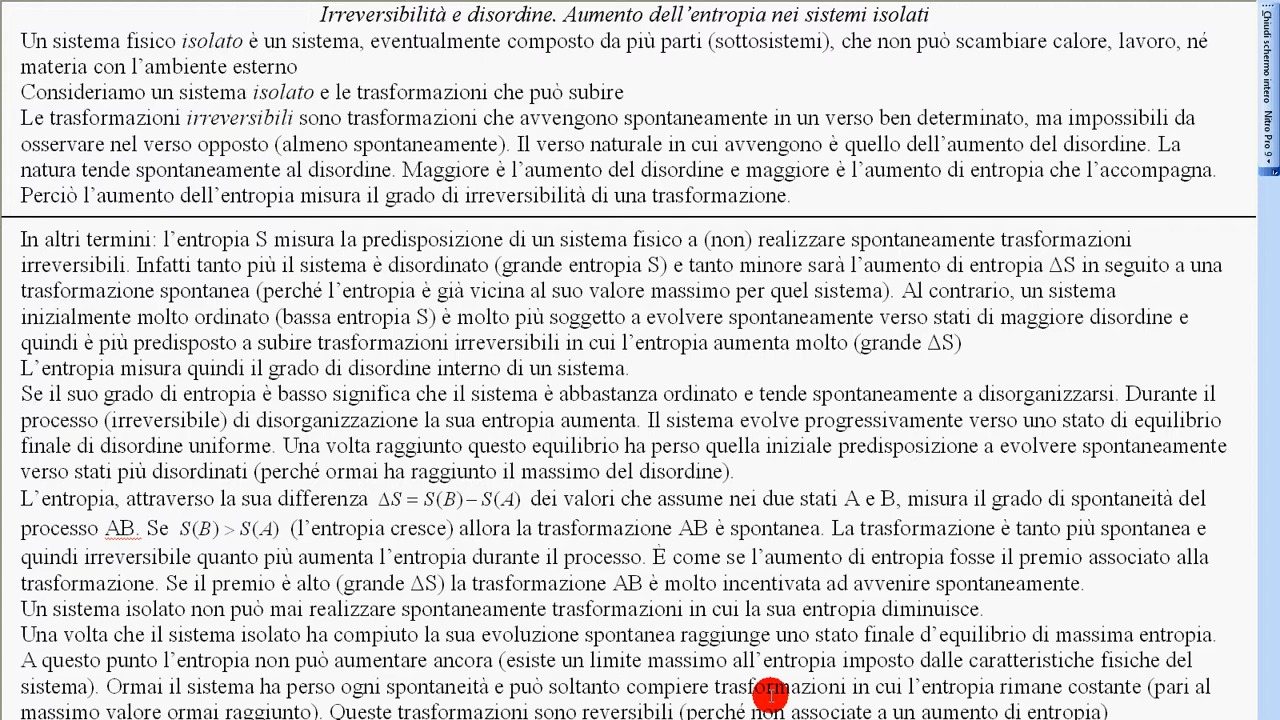 Irreversibilità e disordine. Aumento dell'entropia nei sistemi isolati
Un sistema fisico isolato è un sistema, eventualmente composto da più parti (sottosistemi), che non può scambiare calore, lavoro, né
materia con l'ambiente esterno
Consideriamo un sistema isolato e le trasformazioni che può subire
Le trasformazioni irreversibili sono trasformazioni che avvengono spontaneamente in un verso ben determinato, ma impossibili da
osservare nel verso opposto (almeno spontaneamente). Il verso naturale in cui avvengono è quello dell'aumento del disordine. La
natura tende spontaneamente al disordine. Maggiore è l'aumento del disordine e maggiore è l'aumento di entropia che l'accompagna.
Perciò l'aumento dell'entropia misura il grado di irreversibilità di una trasformazione.
In altri termini: l'entropia S misura la predisposizione di un sistema fisico a (non) realizzare spontaneamente trasformazioni
irreversibili. Infatti tanto più il sistema è disordinato (grande entropia S) e tanto minore sarà l'aumento di entropia ΔS in seguito a una
trasformazione spontanea (perché l'entropia è già vicina al suo valore massimo per quel sistema). Al contrario, un sistema
inizialmente molto ordinato (bassa entropia S) è molto più soggetto a evolvere spontaneamente verso stati di maggiore disordine e
quindi è più predisposto a subire trasformazioni irreversibili in cui l'entropia aumenta molto (grande ΔS)
L'entropia misura quindi il grado di disordine interno di un sistema.
Se il suo grado di entropia è basso significa che il sistema è abbastanza ordinato e tende spontaneamente a disorganizzarsi. Durante il
processo (irreversibile) di disorganizzazione la sua entropia aumenta. Il sistema evolve progressivamente verso uno stato di equilibrio
finale di disordine uniforme. Una volta raggiunto questo equilibrio ha perso quella iniziale predisposizione a evolvere spontaneamente
verso stati più disordinati (perché ormai ha raggiunto il massimo del disordine).
L'entropia, attraverso la sua differenza ΔS = S(B) − S(A) dei valori che assume nei due stati A e B, misura il grado di spontaneità del
processo AB. Se S(B) > S(A) (l'entropia cresce) allora la trasformazione AB è spontanea. La trasformazione è tanto più spontanea e
quindi irreversibile quanto più aumenta l'entropia durante il processo. È come se l'aumento di entropia fosse il premio associato alla
trasformazione. Se il premio è alto (grande ΔS) la trasformazione AB è molto incentivata ad avvenire spontaneamente.
Un sistema isolato non può mai realizzare spontaneamente trasformazioni in cui la sua entropia diminuisce.
Una volta che il sistema isolato ha compiuto la sua evoluzione spontanea raggiunge uno stato finale d'equilibrio di massima entropia.
A questo punto l'entropia non può aumentare ancora (esiste un limite massimo all'entropia imposto dalle caratteristiche fisiche del
sistema). Ormai il sistema ha perso ogni spontaneità e può soltanto compiere trasformazioni in cui l'entropia rimane costante (pari al
massimo valore ormai raggiunto). Queste trasformazioni sono reversibili (perché non associate a un aumento di entropia)
Chiudi schermo intero Nitro Pro 9